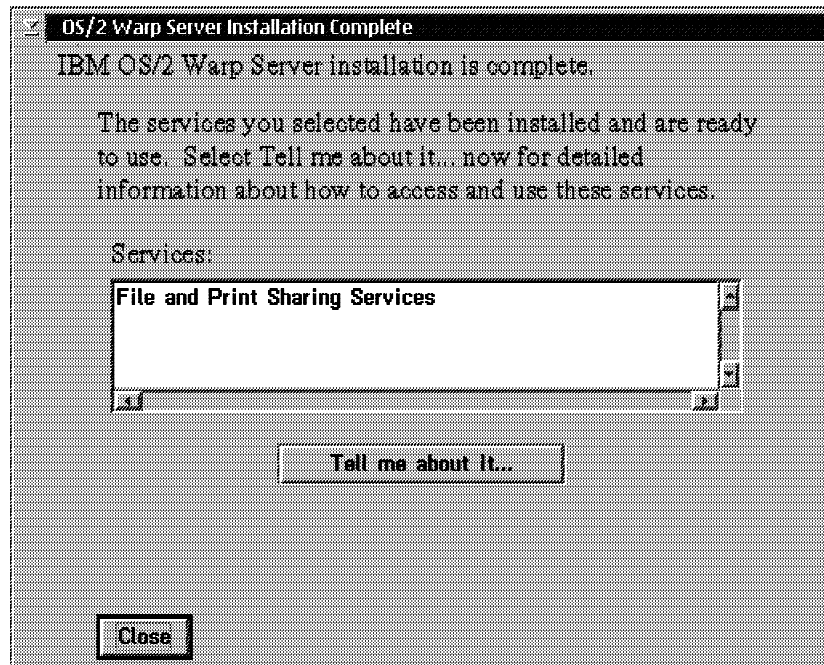 OS/2 Warp Server Installation Complete
IBM OS/2 Warp Server installation is complete.
The services you selected have been installed and are ready
to use. Select Tell me about it... now for detailed
information about how to access and use these services.
Services:
File and Print Sharing Services
Tell me about it...
Close